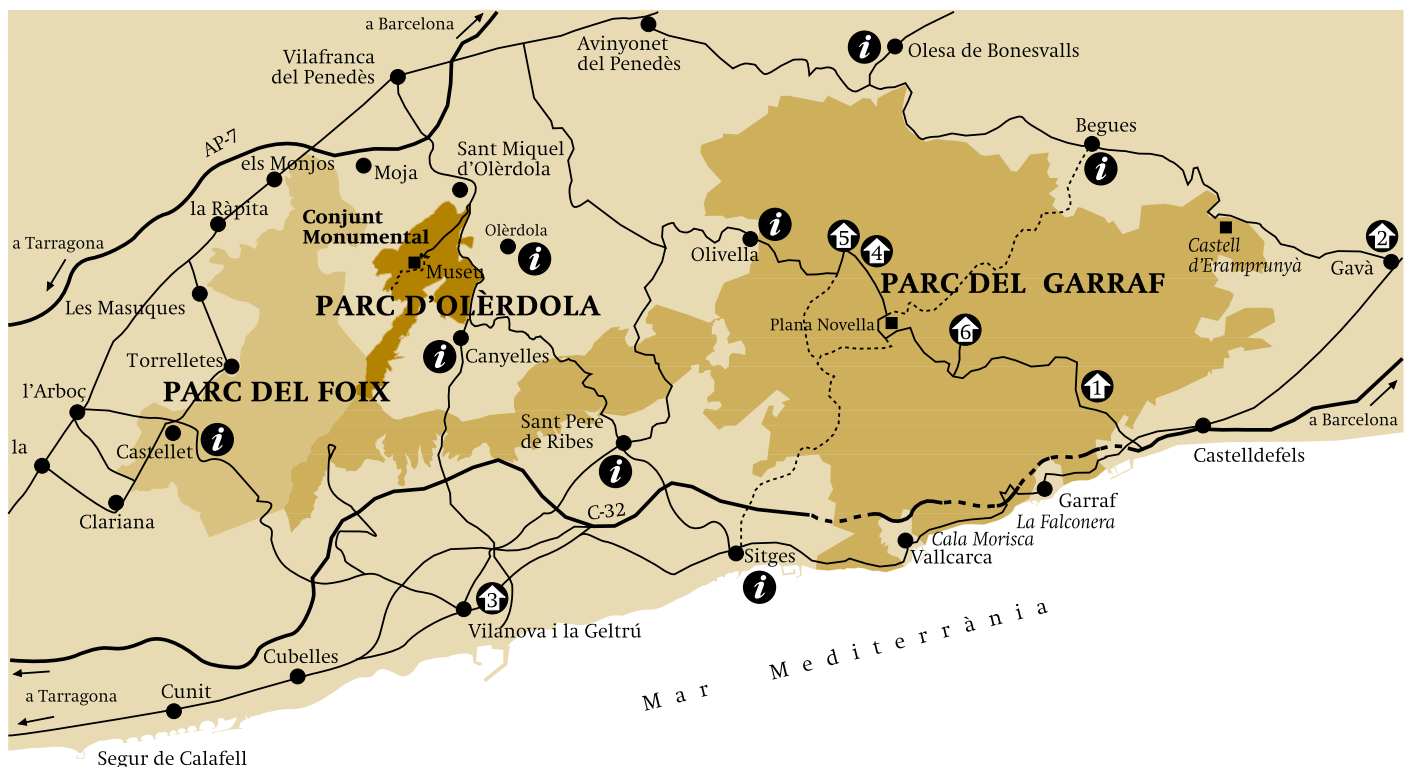 a Barcelona
Avinyonet
del Penedès
Olesa de Bonesvalls
i
Vilafranca
del Penedès
AP-7
Begues
i
els Monjos
Moja
Sant Miquel
d'Olèrdola
la Ràpita
Conjunt
Monumental
Olèrdola
i
i
Olivella
5
4
2
a Tarragona
Castell
d'Eramprunyà
Gavà
Museu
PARC DEL GARRAF
Les Masuques
PARC D'OLÈRDOLA
Plana Novella
6
Torrelletes
i
Canyelles
PARC DEL FOIX
1
l'Arboç
a Barcelona
Sant Pere
de Ribes
la
Castellet
i
i
Castelldefels
Clariana
C-32
Garraf
La Falconera
Cala Morisca
Vallcarca
Sitges
i
3
Vilanova i la Geltrú
Mar Mediterrània
Cubelles
a Tarragona
Cunit
Segur de Calafell